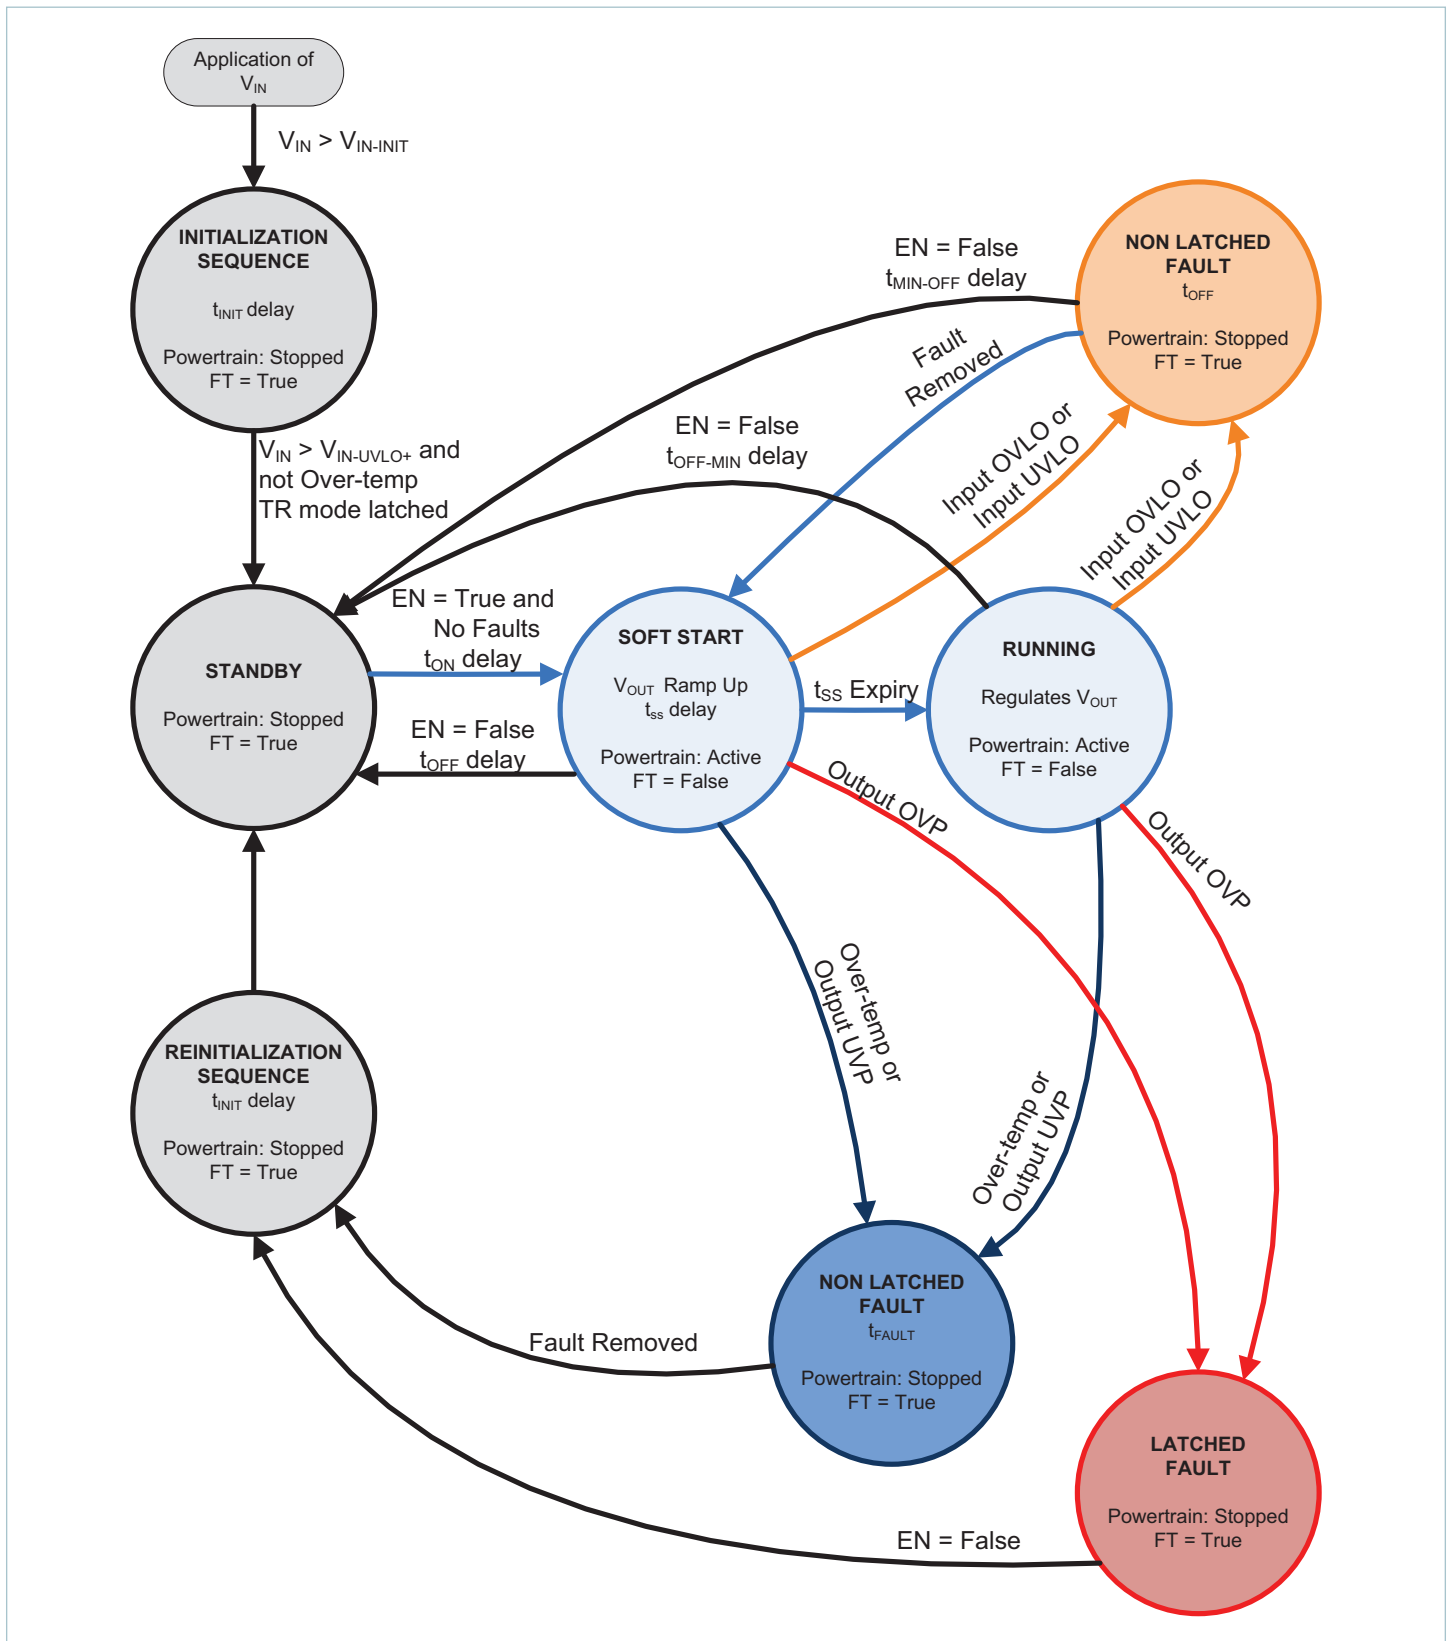 Application of
VIN
VIN > VIN-INIT
INITIALIZATION
SEQUENCE
tINIT delay
Powertrain: Stopped
FT = True
VIN > VIN-UVLO+ and
not Over-temp
TR mode latched
EN = False
tMIN-OFF delay
NON LATCHED
FAULT
tOFF
Powertrain: Stopped
FT = True
Fault
Removed
EN = False
tOFF-MIN delay
Input OVLO or
Input UVLO
Input OVLO or
Input UVLO
STANDBY
Powertrain: Stopped
FT = True
EN = True and
No Faults
tON delay
EN = False
tOFF delay
SOFT START
VOUT Ramp Up
tss delay
Powertrain: Active
FT = False
tSS Expiry
RUNNING
Regulates VOUT
Powertrain: Active
FT = False
Output OVP
Output OVP
Over-temp or
Output UVP
Over-temp or
Output UVP
REINITIALIZATION
SEQUENCE
tINIT delay
Powertrain: Stopped
FT = True
Fault Removed
NON LATCHED
FAULT
tFAULT
Powertrain: Stopped
FT = True
EN = False
LATCHED
FAULT
Powertrain: Stopped
FT = True